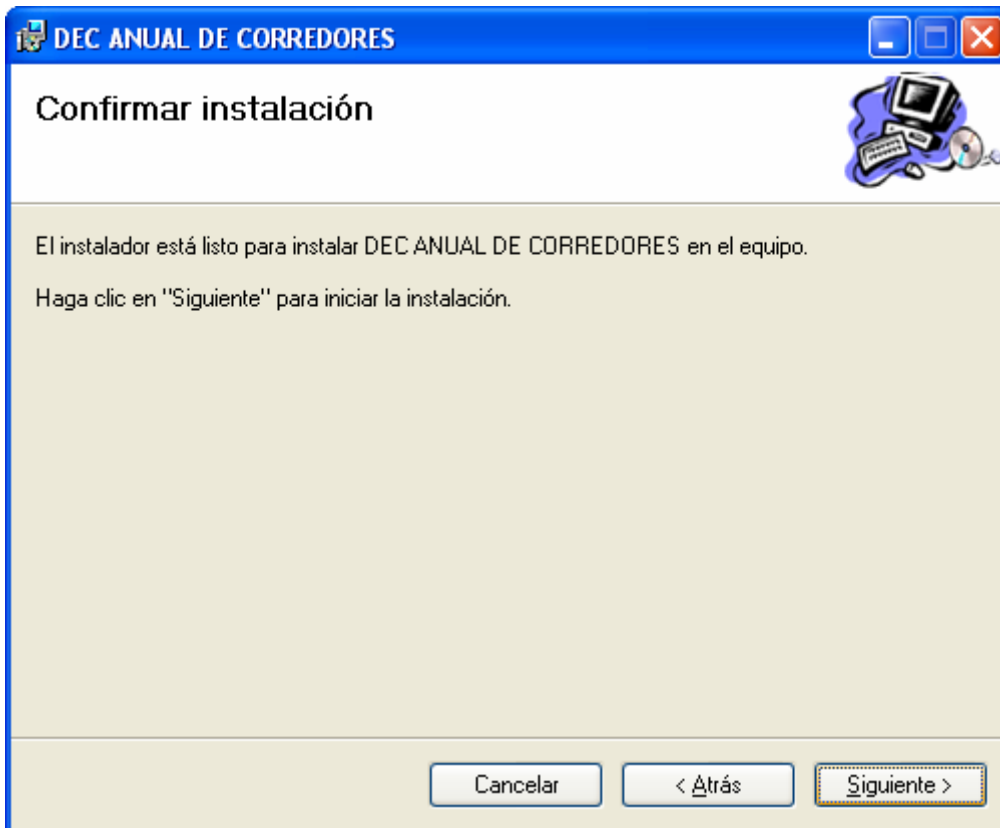 DEC ANUAL DE CORREDORES
Confirmar instalación
El instalador está listo para instalar DEC ANUAL DE CORREDORES en el equipo.
Haga clic en "Siguiente" para iniciar la instalación.
Cancelar
< Atrás
Siguiente >